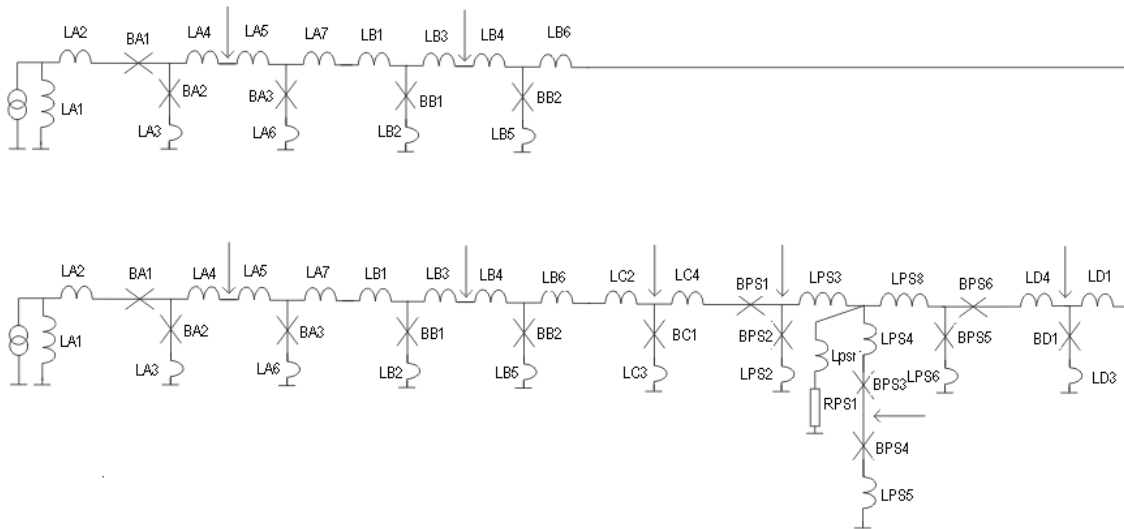 LA2 BA1 LA4 LA5 LA7 LB1 LB3 LB4 LB6
LA1 BA2 BA3 BB1 BB2
LA3 LA6 LB2 LB5
LA2 BA1 LA4 LA5 LA7 LB1 LB3 LB4 LB6 LC2 LC4 BPS1 LPS3 LPS8 BPS6 LD4 LD1
LA1 BA2 BA3 BB1 BB2 BC1 BPS2 LPS4 BPS5 BD1
LA3 LA6 LB2 LB5 LC3 LPS2 Lpsr BPS3 LPS6 LD3
RPS1
BPS4
LPS5